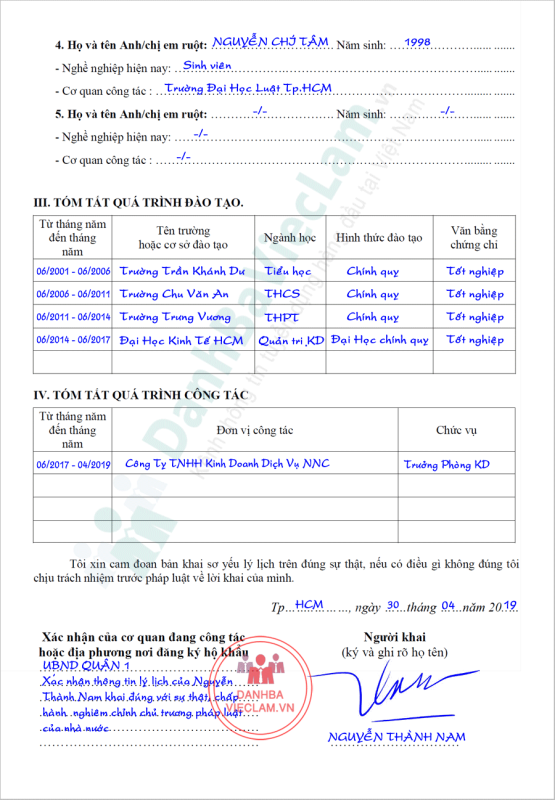 4. Họ và tên Anh/chị em ruột: NGUYỄN CHÍ TÂM Năm sinh: 1998
- Nghề nghiệp hiện nay: Sinh viên
- Cơ quan công tác : Trường Đại Học Luật Tp.HCM
5. Họ và tên Anh/chị em ruột: -/- Năm sinh: -/-
- Nghề nghiệp hiện nay: -/-
- Cơ quan công tác : -/-
III. TÓM TẮT QUÁ TRÌNH ĐÀO TẠO.
Từ tháng năm đến tháng năm | Tên trường hoặc cơ sở đào tạo | Ngành học | Hình thức đào tạo | Văn bằng chứng chỉ
06/2001 - 06/2006 Trường Trần Khánh Dư Tiểu học Chính quy Tốt nghiệp
06/2006 - 06/2011 Trường Chu Văn An THCS Chính quy Tốt nghiệp
06/2011 - 06/2014 Trường Trưng Vương THPT Chính quy Tốt nghiệp
06/2014 - 06/2017 Đại Học Kinh Tế HCM Quản trị KD Đại Học chính quy Tốt nghiệp
IV. TÓM TẮT QUÁ TRÌNH CÔNG TÁC
Từ tháng năm đến tháng năm | Đơn vị công tác | Chức vụ
06/2017 - 04/2019 Công Ty TNHH Kinh Doanh Dịch Vụ NNC Trưởng Phòng KD
Tôi xin cam đoan bản khai sơ yếu lý lịch trên đúng sự thật, nếu có điều gì không đúng tôi
chịu trách nhiệm trước pháp luật về lời khai của mình.
Tp...HCM..., ngày 30 tháng 04 năm 2019
Xác nhận của cơ quan đang công tác
hoặc địa phương nơi đăng ký hộ khẩu
UBND QUẬN 1
Xác nhận thông tin lý lịch của Nguyễn
Thành Nam khai đúng với sự thật, chấp
hành nghiêm chỉnh chủ trương pháp luật
của nhà nước
DANHBA
VIECLAM.VN
Người khai
(ký và ghi rõ họ tên)
NGUYỄN THÀNH NAM
DanhBaViecLam.vn